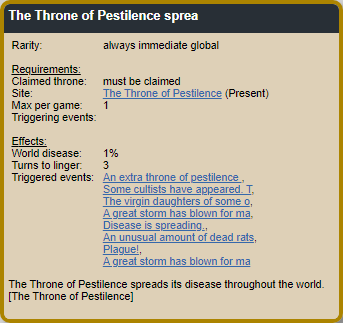 The Throne of Pestilence sprea
Rarity: always immediate global
Requirements:
Claimed throne: must be claimed
Site: The Throne of Pestilence (Present)
Max per game: 1
Triggering events:
Effects:
World disease: 1%
Turns to linger: 3
Triggered events: An extra throne of pestilence ,
Some cultists have appeared. T,
The virgin daughters of some o,
A great storm has blown for ma,
Disease is spreading.,
An unusual amount of dead rats,
Plague!,
A great storm has blown for ma
The Throne of Pestilence spreads its disease throughout the world.
[The Throne of Pestilence]